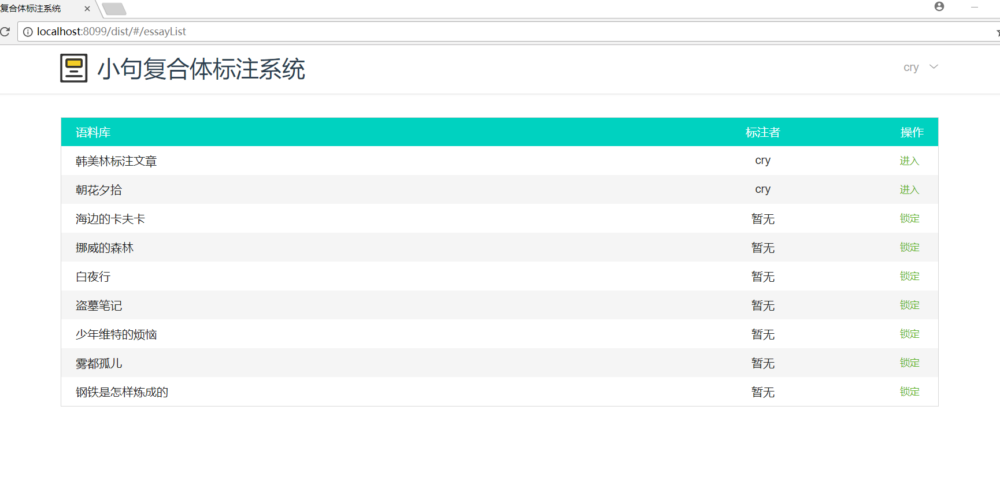 复合体标注系统
localhost:8099/dist/#/essayList
小句复合体标注系统 cry
语料库 标注者 操作
韩美林标注文章 cry 进入
朝花夕拾 cry 进入
海边的卡夫卡 暂无 锁定
挪威的森林 暂无 锁定
白夜行 暂无 锁定
盗墓笔记 暂无 锁定
少年维特的烦恼 暂无 锁定
雾都孤儿 暂无 锁定
钢铁是怎样炼成的 暂无 锁定